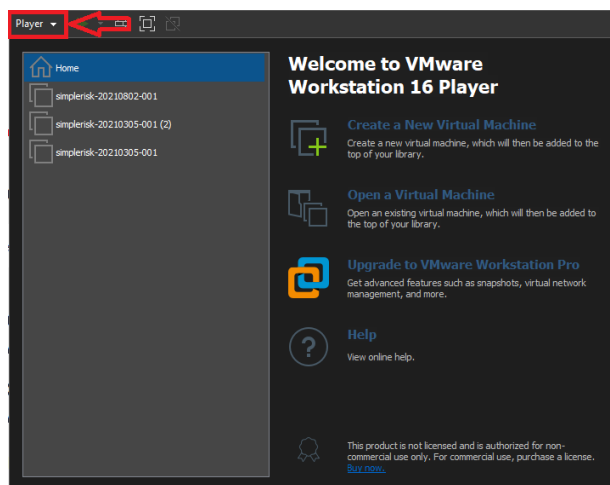 Player
Home
simplerisk-20210802-001
simplerisk-20210305-001 (2)
simplerisk-20210305-001
Welcome to VMware
Workstation 16 Player
Create a New Virtual Machine
Create a new virtual machine, which will then be added to the
top of your library.
Open a Virtual Machine
Open an existing virtual machine, which will then be added to
the top of your library.
Upgrade to VMware Workstation Pro
Get advanced features such as snapshots, virtual network
management, and more.
Help
View online help.
This product is not licensed and is authorized for non-
commercial use only. For commercial use, purchase a license.
Buy now.